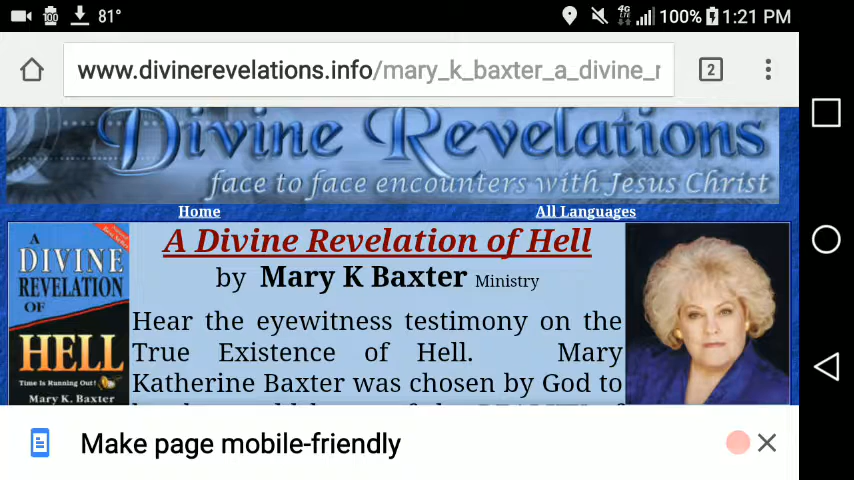 100 81° 4G LTE 100% 1:21 PM
www.divinerevelations.info/mary_k_baxter_a_divine_r
2
Divine Revelations
face to face encounters with Jesus Christ
Home All Languages
A DIVINE REVELATION OF HELL
Time Is Running Out!
Mary K. Baxter
A Divine Revelation of Hell
by Mary K Baxter Ministry
Hear the eyewitness testimony on the
True Existence of Hell. Mary
Katherine Baxter was chosen by God to
Make page mobile-friendly